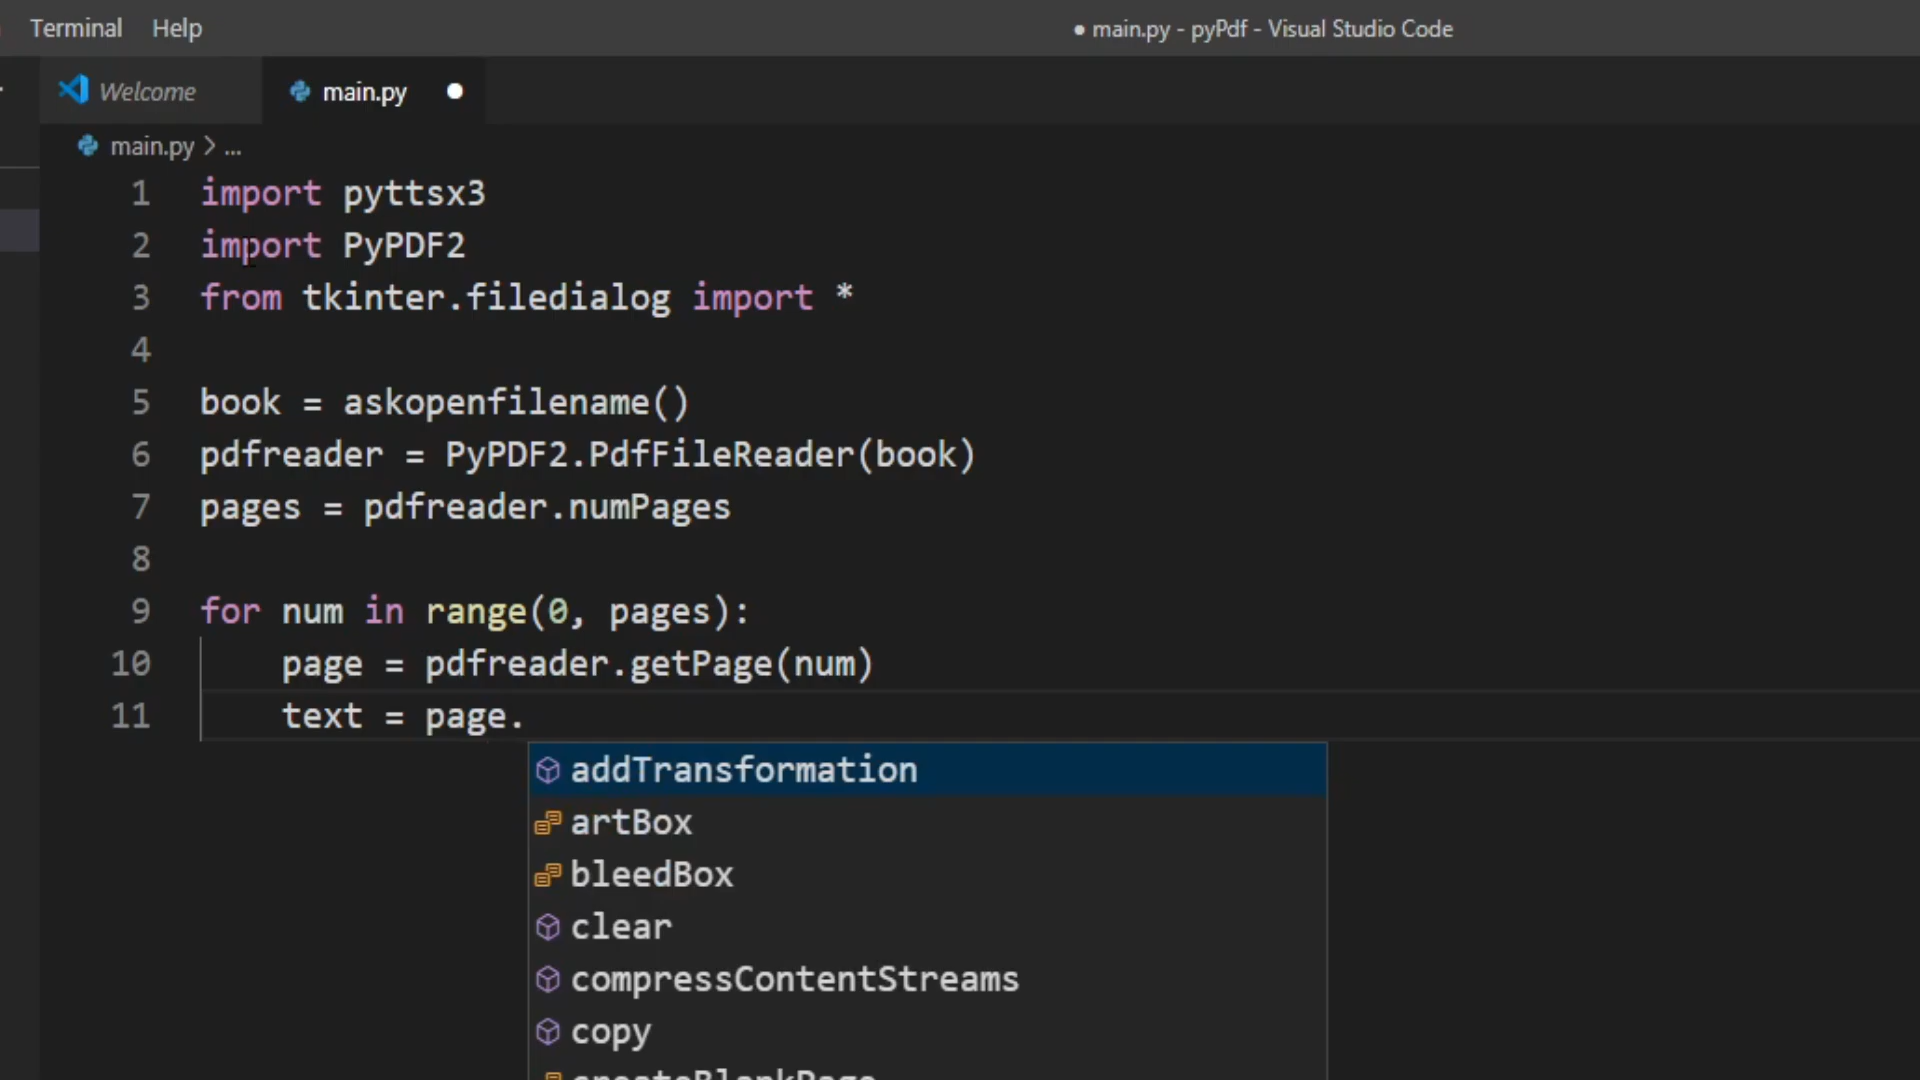 Terminal Help
● main.py - pyPdf - Visual Studio Code
Welcome
main.py
main.py > ...
1 import pyttsx3
2 import PyPDF2
3 from tkinter.filedialog import *
4
5 book = askopenfilename()
6 pdfreader = PyPDF2.PdfFileReader(book)
7 pages = pdfreader.numPages
8
9 for num in range(0, pages):
10 page = pdfreader.getPage(num)
11 text = page.
addTransformation
artBox
bleedBox
clear
compressContentStreams
copy
createBlankPage